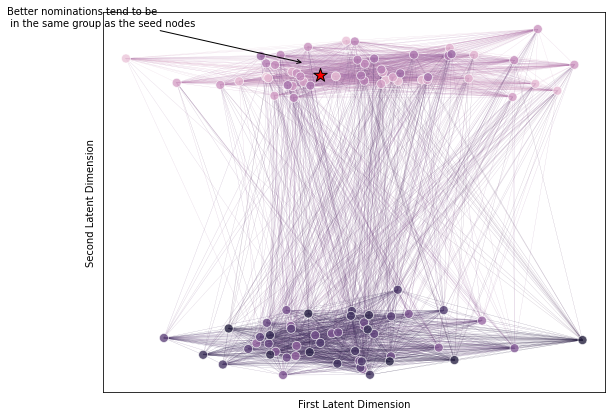 Better nominations tend to be
in the same group as the seed nodes
Second Latent Dimension
First Latent Dimension